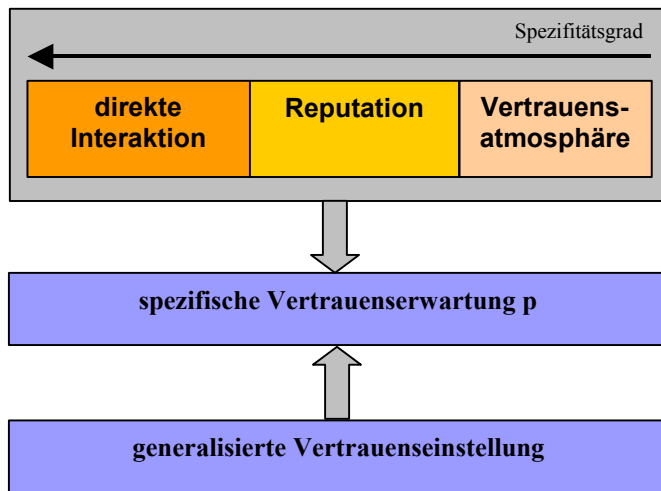 Spezifitätsgrad
direkte
Interaktion
Reputation
Vertrauens-
atmosphäre
spezifische Vertrauenserwartung p
generalisierte Vertrauenseinstellung